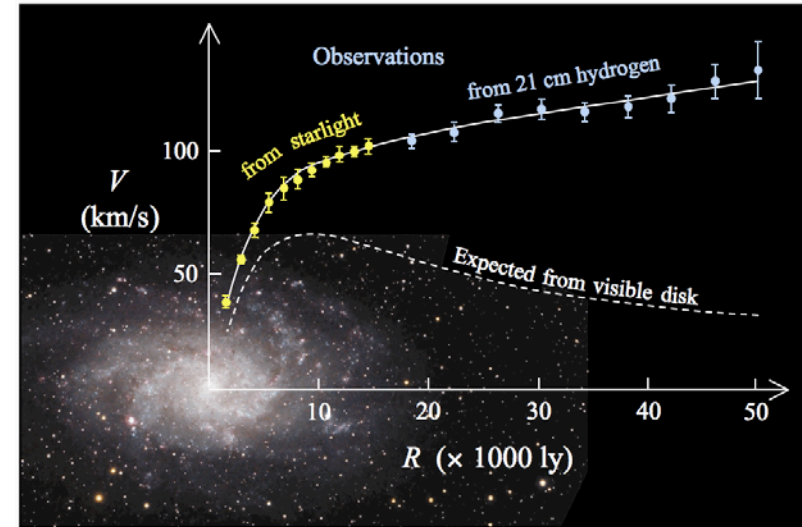 Observations
from 21 cm hydrogen
from starlight
100
V
(km/s)
50
Expected from visible disk
10 20 30 40 50
R (× 1000 ly)